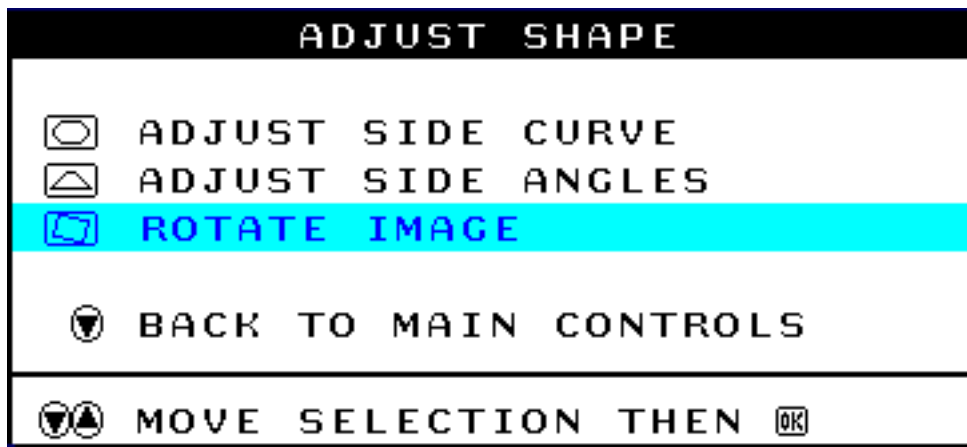 ADJUST SHAPE
ADJUST SIDE CURVE
ADJUST SIDE ANGLES
ROTATE IMAGE
BACK TO MAIN CONTROLS
MOVE SELECTION THEN OK